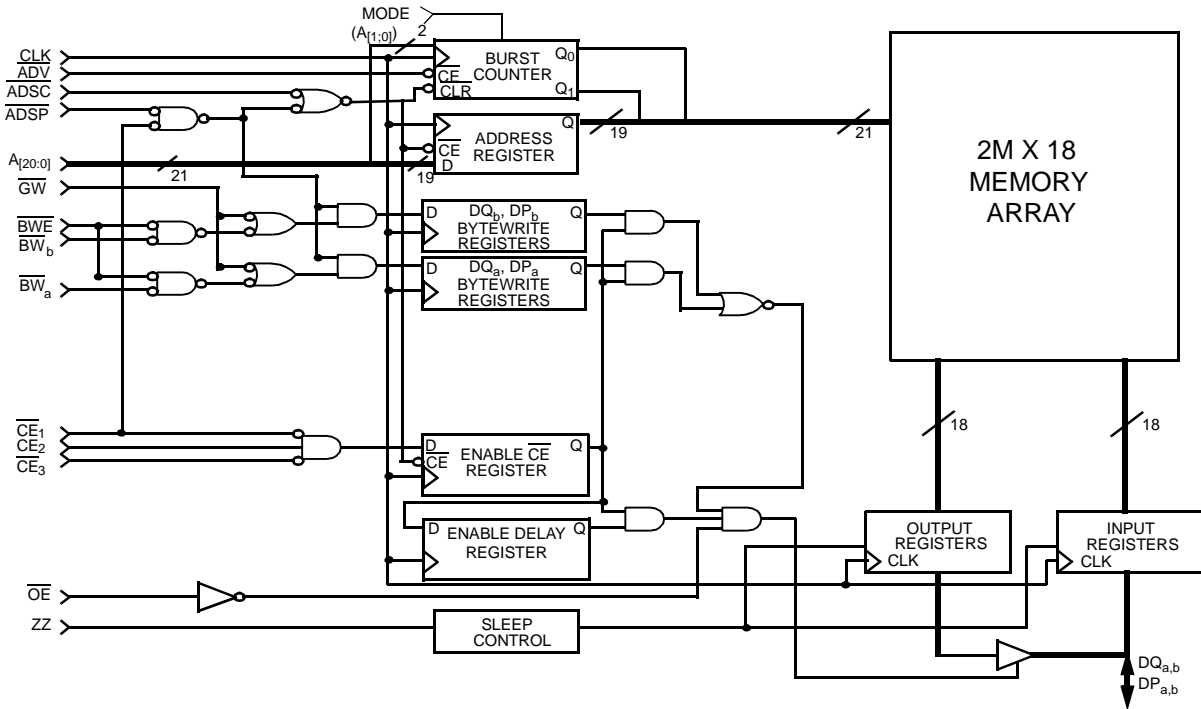 MODE
(A[1;0]) 2
CLK
ADV
ADSC
ADSP
A[20:0]
GW
BWE
BWb
BWa
CE1
CE2
CE3
OE
ZZ
21
19
BURST
COUNTER
CE
CLR
Q0
Q1
ADDRESS
REGISTER
CE
D
Q
19
21
2M X 18
MEMORY
ARRAY
D DQb, DPb Q
BYTEWRITE
REGISTERS
D DQa, DPa Q
BYTEWRITE
REGISTERS
D ENABLE CE Q
CE REGISTER
D ENABLE DELAY Q
REGISTER
SLEEP
CONTROL
18
18
OUTPUT
REGISTERS
CLK
INPUT
REGISTERS
CLK
DQa,b
DPa,b